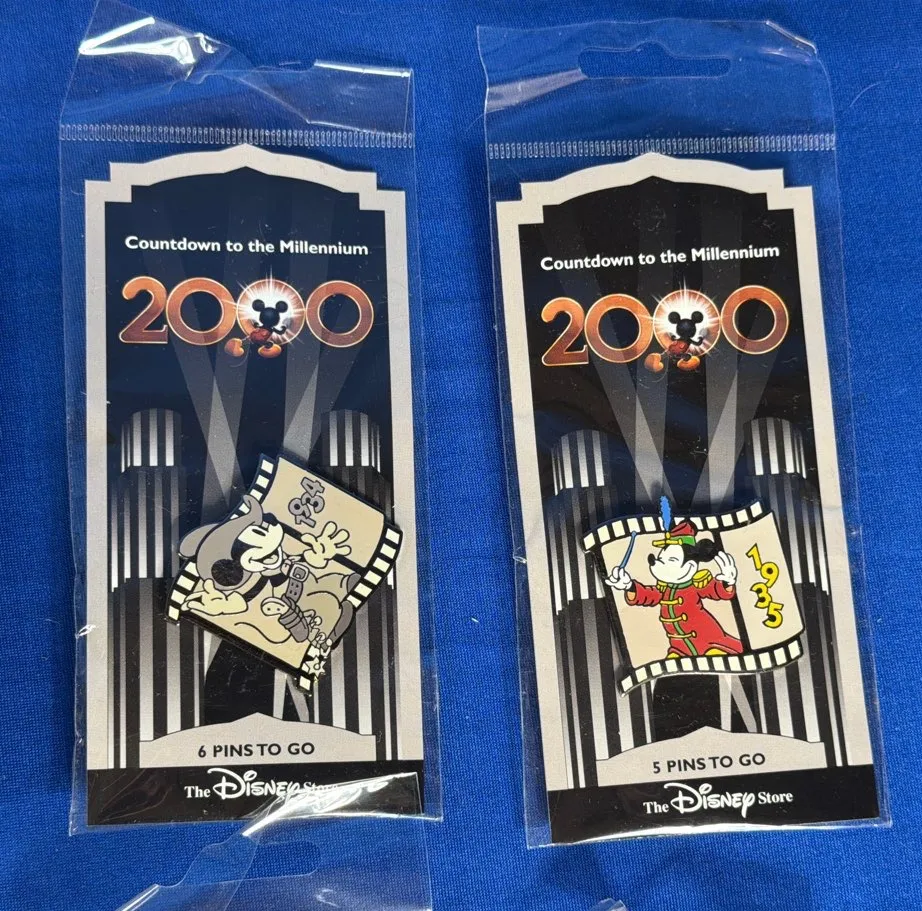 Countdown to the Millennium
2000
1934
6 PINS TO GO
The Disney Store
Countdown to the Millennium
2000
1935
5 PINS TO GO
The Disney Store